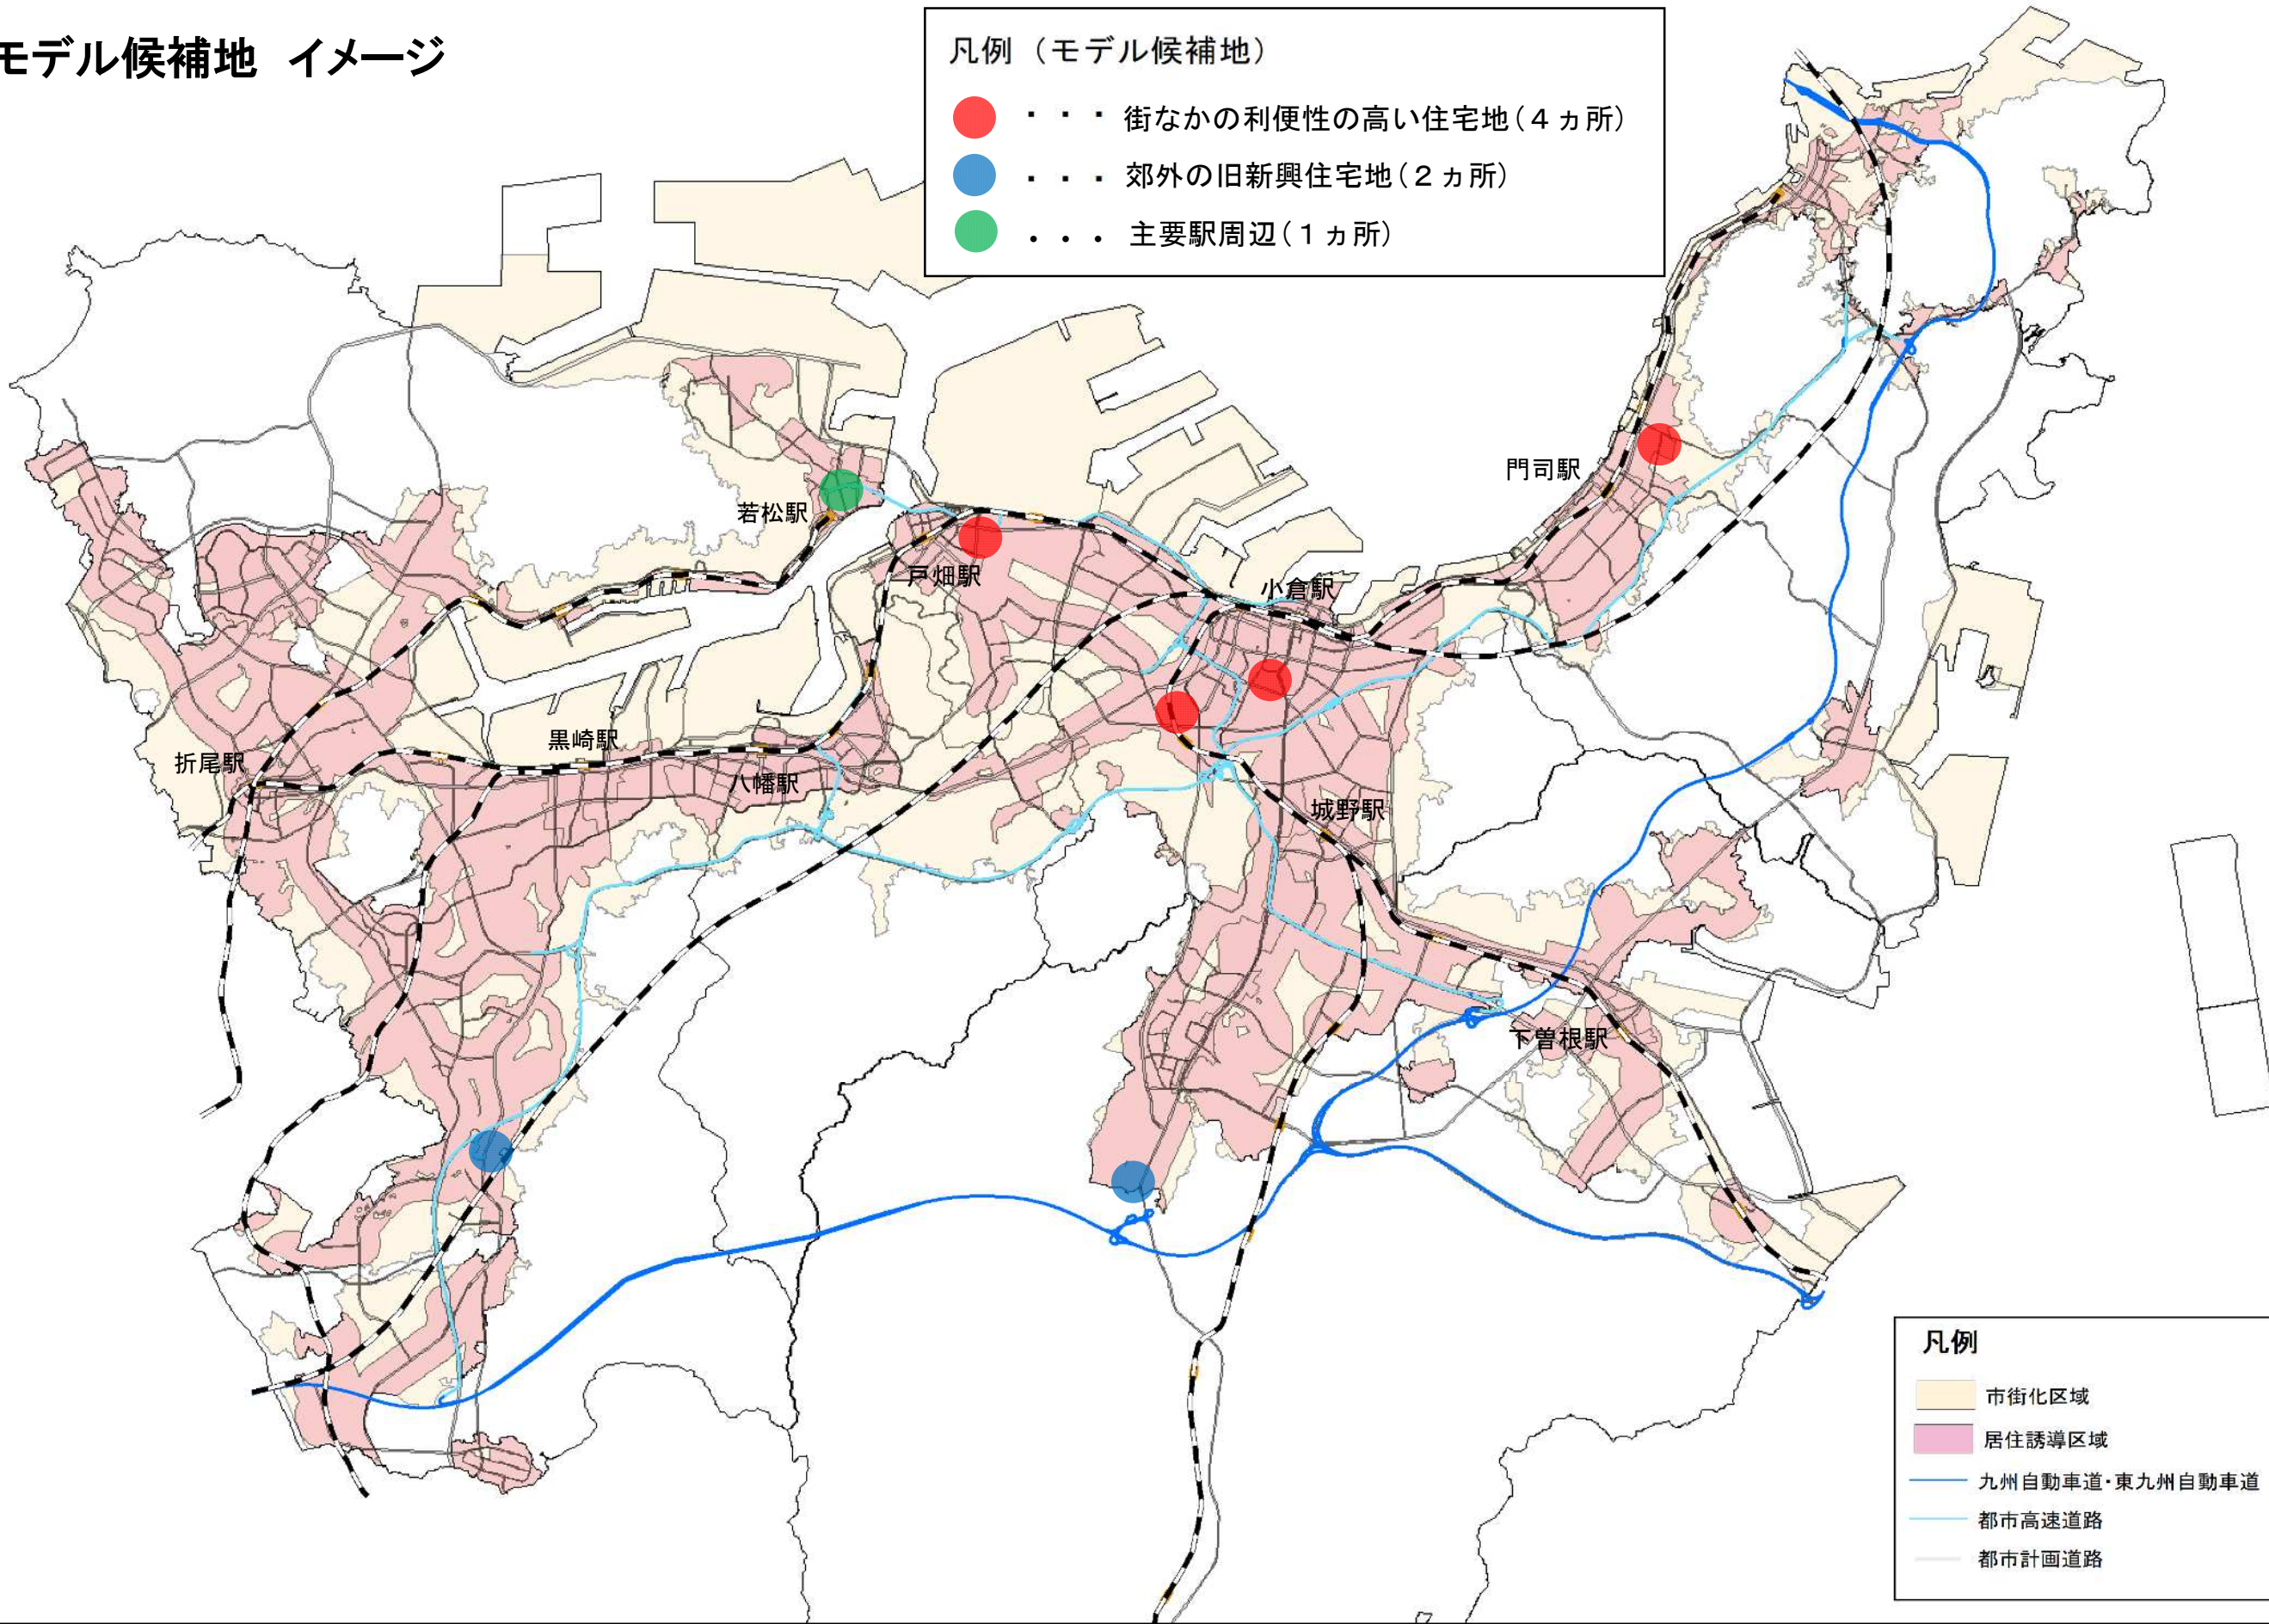 モデル候補地 イメージ
凡例（モデル候補地）
・・・ 街なかの利便性の高い住宅地（４ヵ所）
・・・ 郊外の旧新興住宅地（２ヵ所）
・・・ 主要駅周辺（１ヵ所）
門司駅
若松駅
戸畑駅
小倉駅
黒崎駅
折尾駅
八幡駅
城野駅
下曽根駅
凡例
市街化区域
居住誘導区域
九州自動車道・東九州自動車道
都市高速道路
都市計画道路